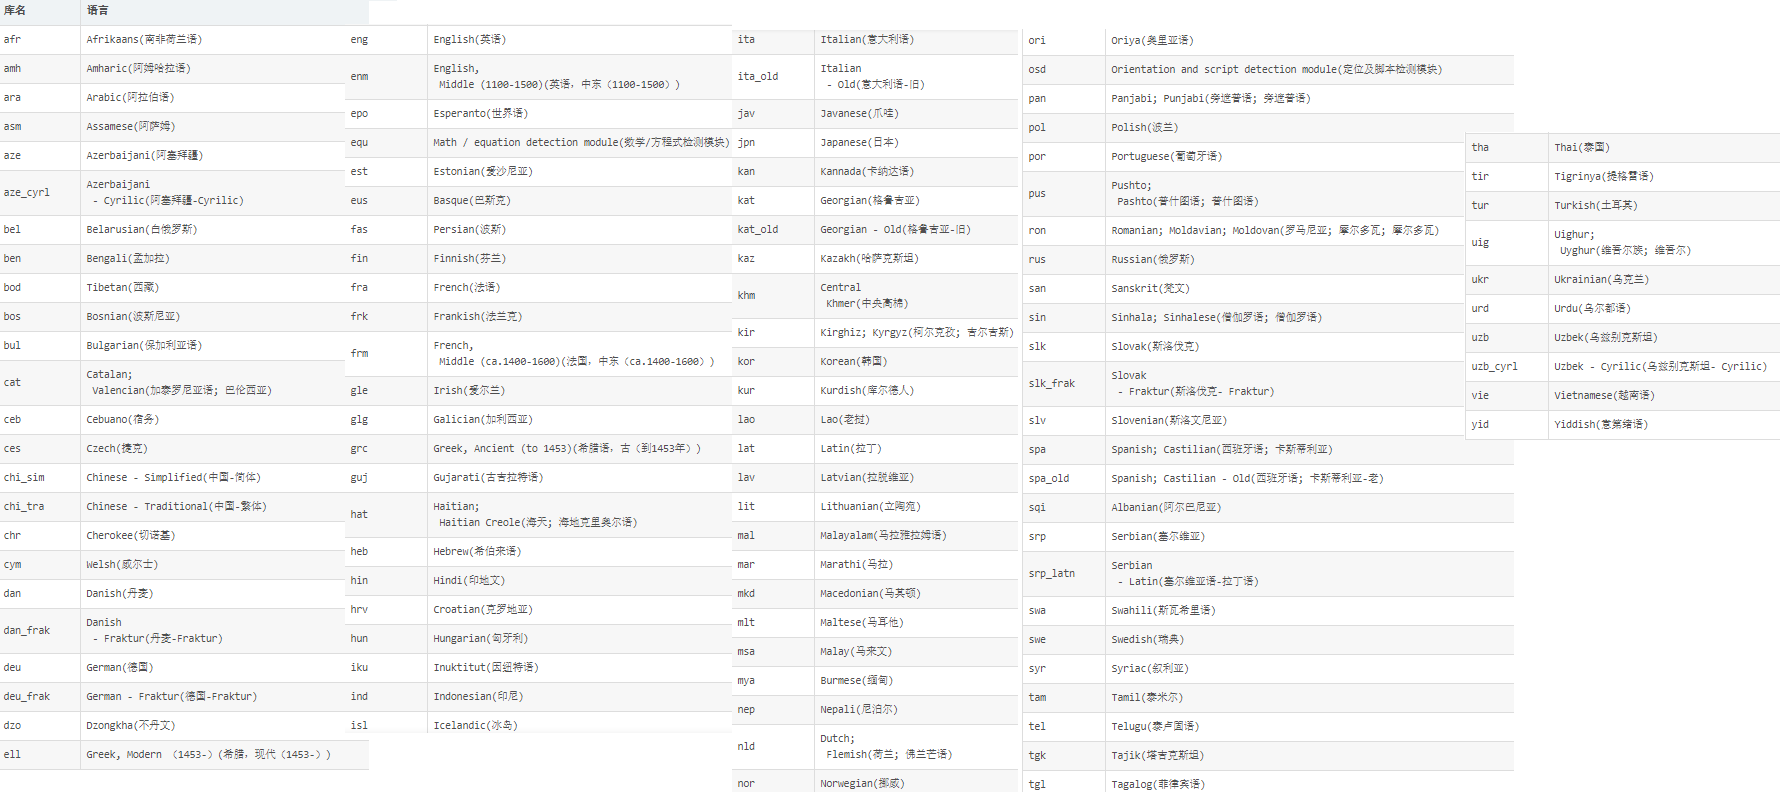 库名 语言
afr Afrikaans(南非荷兰语)
amh Amharic(阿姆哈拉语)
ara Arabic(阿拉伯语)
asm Assamese(阿萨姆)
aze Azerbaijani(阿塞拜疆)
aze_cyrl Azerbaijani
- Cyrilic(阿塞拜疆-Cyrilic)
bel Belarusian(白俄罗斯)
ben Bengali(孟加拉)
bod Tibetan(西藏)
bos Bosnian(波斯尼亚)
bul Bulgarian(保加利亚语)
cat Catalan;
Valencian(加泰罗尼亚语; 巴伦西亚)
ceb Cebuano(宿务)
ces Czech(捷克)
chi_sim Chinese - Simplified(中国-简体)
chi_tra Chinese - Traditional(中国-繁体)
chr Cherokee(切诺基)
cym Welsh(威尔士)
dan Danish(丹麦)
dan_frak Danish
- Fraktur(丹麦-Fraktur)
deu German(德国)
deu_frak German - Fraktur(德国-Fraktur)
dzo Dzongkha(不丹文)
ell Greek, Modern （1453-）(希腊, 现代（1453-）)
eng English(英语)
enm English,
Middle (1100-1500)(英语, 中东（1100-1500）)
epo Esperanto(世界语)
equ Math / equation detection module(数学/方程式检测模块)
est Estonian(爱沙尼亚)
eus Basque(巴斯克)
fas Persian(波斯)
fin Finnish(芬兰)
fra French(法语)
frk Frankish(法兰克)
frm French,
Middle (ca.1400-1600)(法国, 中东（ca.1400-1600）)
gle Irish(爱尔兰)
glg Galician(加利西亚)
grc Greek, Ancient (to 1453)(希腊语, 古（到1453年）)
guj Gujarati(古吉拉特语)
hat Haitian;
Haitian Creole(海天; 海地克里奥尔语)
heb Hebrew(希伯来语)
hin Hindi(印地文)
hrv Croatian(克罗地亚)
hun Hungarian(匈牙利)
iku Inuktitut(因纽特语)
ind Indonesian(印尼)
isl Icelandic(冰岛)
ita Italian(意大利语)
ita_old Italian
- Old(意大利语-旧)
jav Javanese(爪哇)
jpn Japanese(日本)
kan Kannada(卡纳达语)
kat Georgian(格鲁吉亚)
kat_old Georgian - Old(格鲁吉亚-旧)
kaz Kazakh(哈萨克斯坦)
khm Central
Khmer(中央高棉)
kir Kirghiz; Kyrgyz(柯尔克孜; 吉尔吉斯)
kor Korean(韩国)
kur Kurdish(库尔德人)
lao Lao(老挝)
lat Latin(拉丁)
lav Latvian(拉脱维亚)
lit Lithuanian(立陶宛)
mal Malayalam(马拉雅拉姆语)
mar Marathi(马拉)
mkd Macedonian(马其顿)
mlt Maltese(马耳他)
msa Malay(马来文)
mya Burmese(缅甸)
nep Nepali(尼泊尔)
nld Dutch;
Flemish(荷兰; 佛兰芒语)
nor Norwegian(挪威)
ori Oriya(奥里亚语)
osd Orientation and script detection module(定位及脚本检测模块)
pan Panjabi; Punjabi(旁遮普语; 旁遮普语)
pol Polish(波兰)
por Portuguese(葡萄牙语)
pus Pushto;
Pashto(普什图语; 普什图语)
ron Romanian; Moldavian; Moldovan(罗马尼亚; 摩尔多瓦; 摩尔多瓦)
rus Russian(俄罗斯)
san Sanskrit(梵文)
sin Sinhala; Sinhalese(僧伽罗语; 僧伽罗语)
slk Slovak(斯洛伐克)
slk_frak Slovak
- Fraktur(斯洛伐克- Fraktur)
slv Slovenian(斯洛文尼亚)
spa Spanish; Castilian(西班牙语; 卡斯蒂利亚)
spa_old Spanish; Castilian - Old(西班牙语; 卡斯蒂利亚-老)
sqi Albanian(阿尔巴尼亚)
srp Serbian(塞尔维亚)
srp_latn Serbian
- Latin(塞尔维亚语-拉丁语)
swa Swahili(斯瓦希里语)
swe Swedish(瑞典)
syr Syriac(叙利亚)
tam Tamil(泰米尔)
tel Telugu(泰卢固语)
tgk Tajik(塔吉克斯坦)
tgl Tagalog(菲律宾语)
tha Thai(泰国)
tir Tigrinya(提格雷语)
tur Turkish(土耳其)
uig Uighur;
Uyghur(维吾尔族; 维吾尔)
ukr Ukrainian(乌克兰)
urd Urdu(乌尔都语)
uzb Uzbek(乌兹别克斯坦)
uzb_cyrl Uzbek - Cyrilic(乌兹别克斯坦- Cyrilic)
vie Vietnamese(越南语)
yid Yiddish(意第绪语)